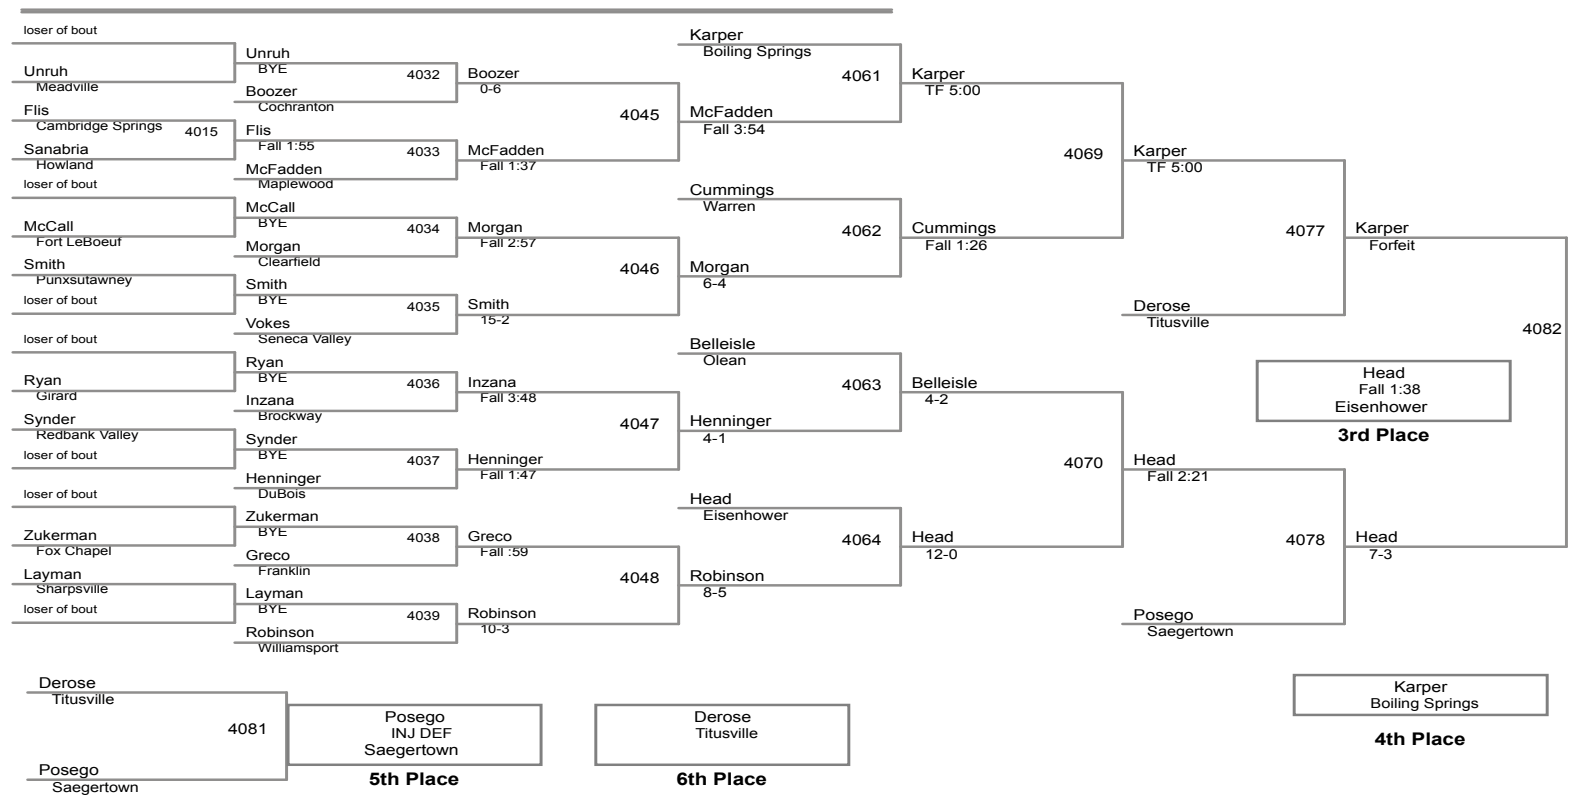 loser of bout
Unruh
Meadville
Flis
Cambridge Springs
4015
Sanabria
Howland
loser of bout
McCall
Fort LeBoeuf
Smith
Punxsutawney
loser of bout
loser of bout
Ryan
Girard
Synder
Redbank Valley
loser of bout
loser of bout
Zukerman
Fox Chapel
Layman
Sharpsville
loser of bout
Unruh
BYE
4032
Boozer
Cochranton
Flis
Fall 1:55
4033
McFadden
Maplewood
McCall
BYE
4034
Morgan
Clearfield
Smith
BYE
4035
Vokes
Seneca Valley
Ryan
BYE
4036
Inzana
Brockway
Synder
BYE
4037
Henninger
DuBois
Zukerman
BYE
4038
Greco
Franklin
Layman
BYE
4039
Robinson
Williamsport
Boozer
0-6
4045
McFadden
Fall 1:37
Morgan
Fall 2:57
4046
Smith
15-2
Inzana
Fall 3:48
4047
Henninger
Fall 1:47
Greco
Fall :59
4048
Robinson
10-3
Karper
Boiling Springs
4061
McFadden
Fall 3:54
Cummings
Warren
4062
Morgan
6-4
Belleisle
Olean
4063
Henninger
4-1
Head
Eisenhower
4064
Robinson
8-5
Karper
TF 5:00
4069
Cummings
Fall 1:26
Belleisle
4-2
4070
Head
12-0
Karper
TF 5:00
4077
Derose
Titusville
Head
Fall 2:21
4078
Posego
Saegertown
Karper
Forfeit
4082
Head
7-3
Head
Fall 1:38
Eisenhower
3rd Place
Karper
Boiling Springs
4th Place
Derose
Titusville
4081
Posego
Saegertown
Posego
INJ DEF
Saegertown
5th Place
Derose
Titusville
6th Place